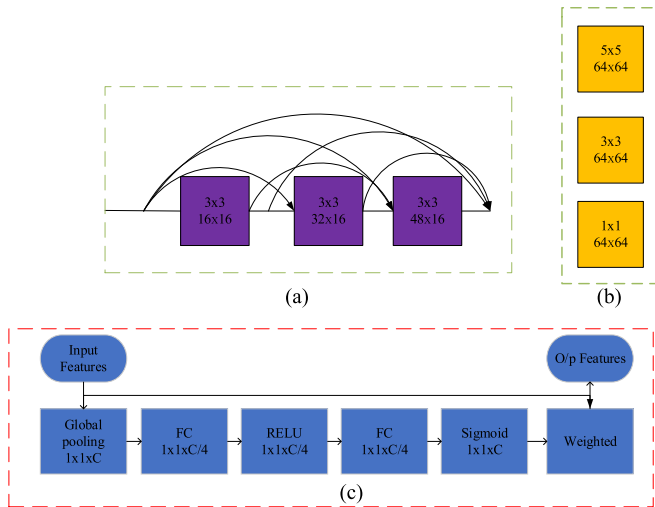 3x3
16x16
3x3
32x16
3x3
48x16
(a)
5x5
64x64
3x3
64x64
1x1
64x64
(b)
Input
Features
O/p Features
Global
pooling
1x1xC
FC
1x1xC/4
RELU
1x1xC/4
FC
1x1xC/4
Sigmoid
1x1xC
Weighted
(c)